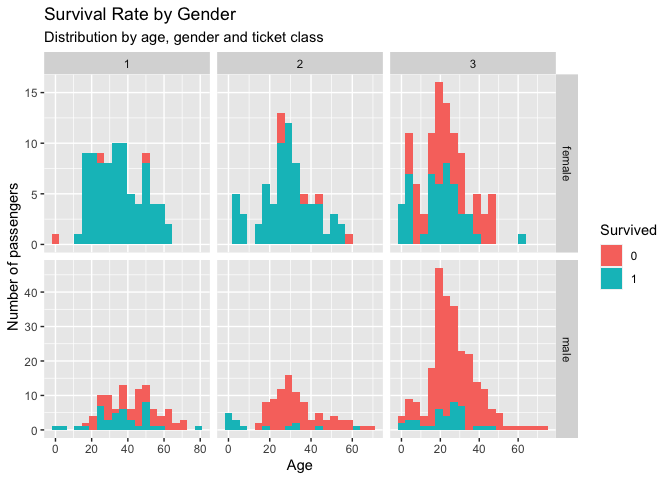 Survival Rate by Gender
Distribution by age, gender and ticket class
1 2 3
15
10
5
0
female
40
30
20
10
0
male
0 20 40 60 80 0 20 40 60 0 20 40 60
Age
Number of passengers
Survived
0
1